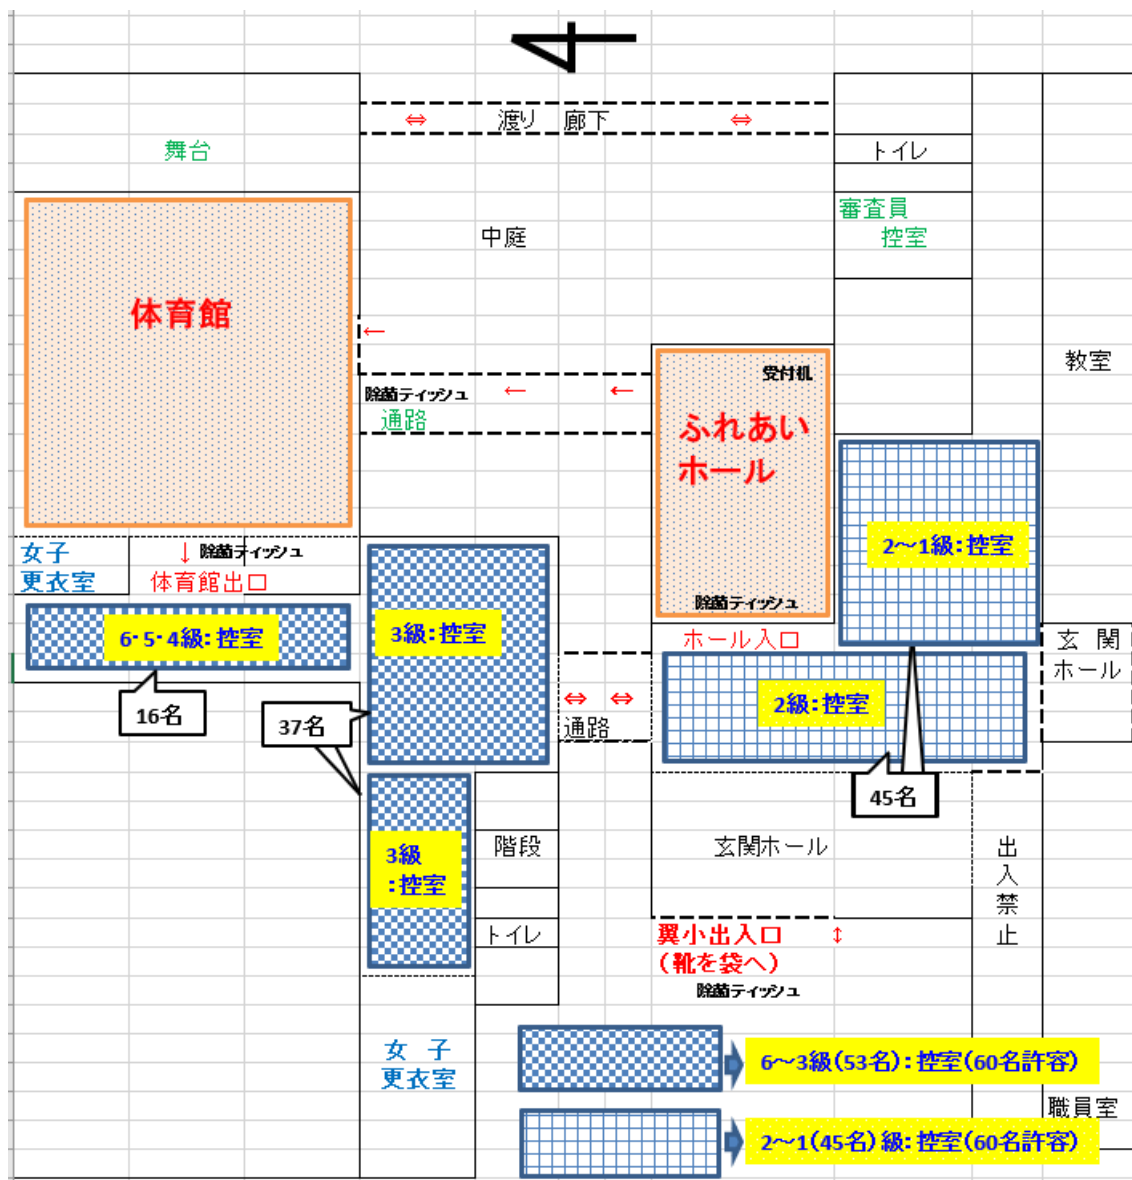 渡り 廊下
⇔
⇔
舞台
トイレ
審査員
控室
中庭
体育館
←
教室
受付机
除菌ティッシュ
←
←
通路
ふれあい
ホール
2～1級:控室
女子
更衣室
↓
除菌ティッシュ
体育館出口
除菌ティッシュ
6・5・4級:控室
3級:控室
ホール入口
玄 関
ホール
16名
37名
⇔
⇔
通路
2級:控室
45名
3級
:控室
階段
玄関ホール
出
入
禁
止
トイレ
翼小出入口
↕
(靴を袋へ)
除菌ティッシュ
女 子
更衣室
6～3級(53名):控室(60名許容)
職員室
2～1(45名)級:控室(60名許容)